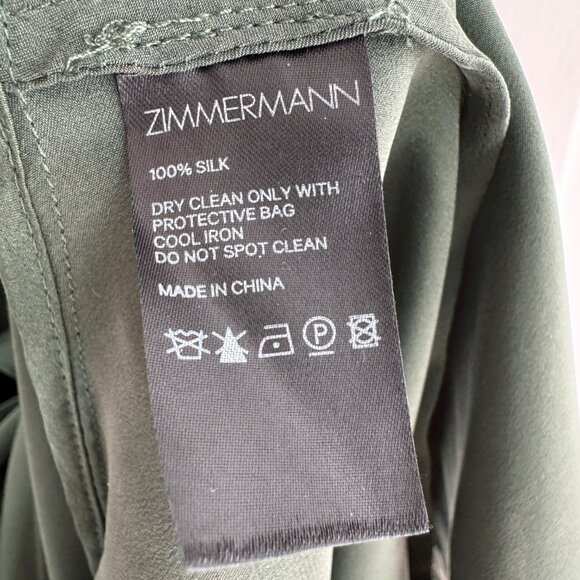 ZIMMERMANN
100% SILK
DRY CLEAN ONLY WITH
PROTECTIVE BAG
COOL IRON
DO NOT SPOT CLEAN
MADE IN CHINA
P